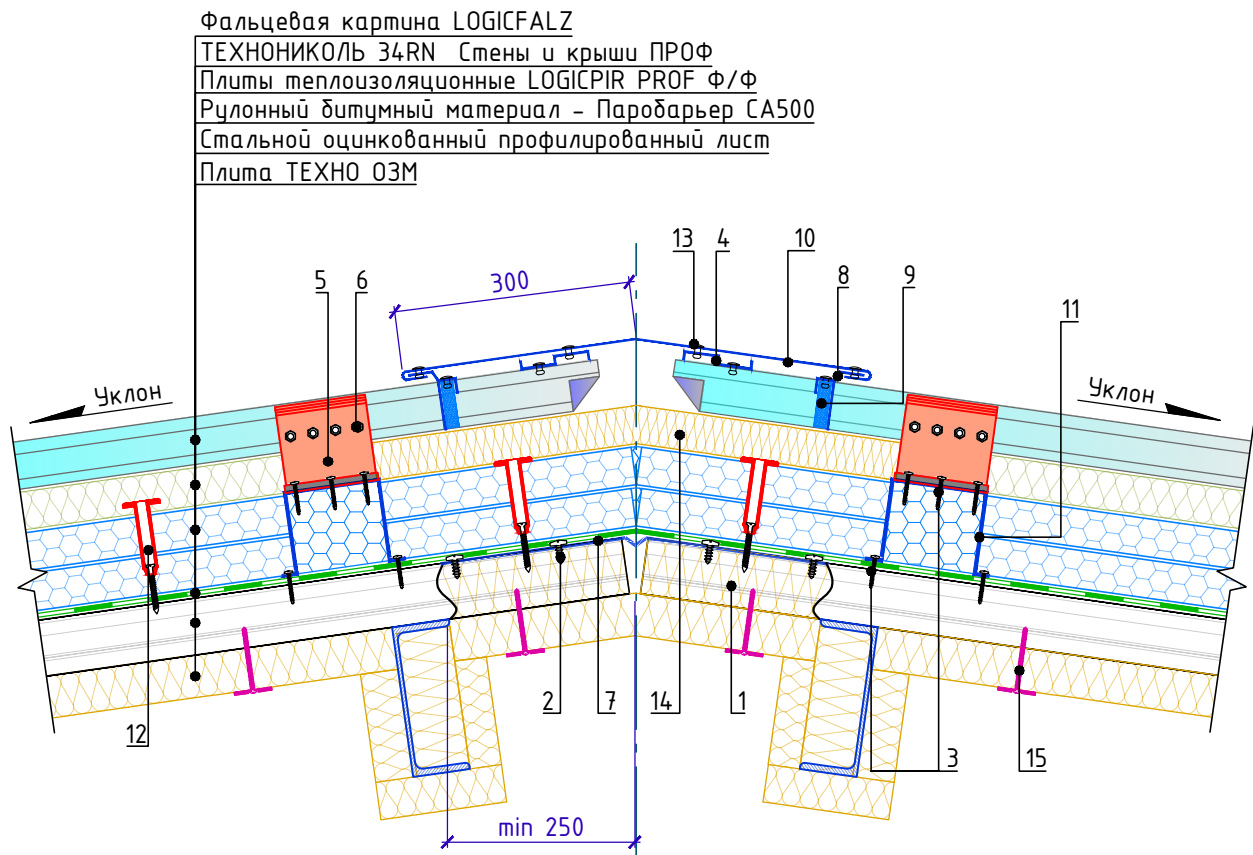 Фальцевая картина LOGICFALZ
ТЕХНОНИКОЛЬ 34RN Стены и крыши ПРОФ
Плиты теплоизоляционные LOGICPIR PROF Ф/Ф
Рулонный битумный материал - Паробарьер СА500
Стальной оцинкованный профилированный лист
Плита ТЕХНО ОЗМ
13 4 10
300
5 6 8 9
11
Уклон
Уклон
12 2 7 14 1 3 15
min 250